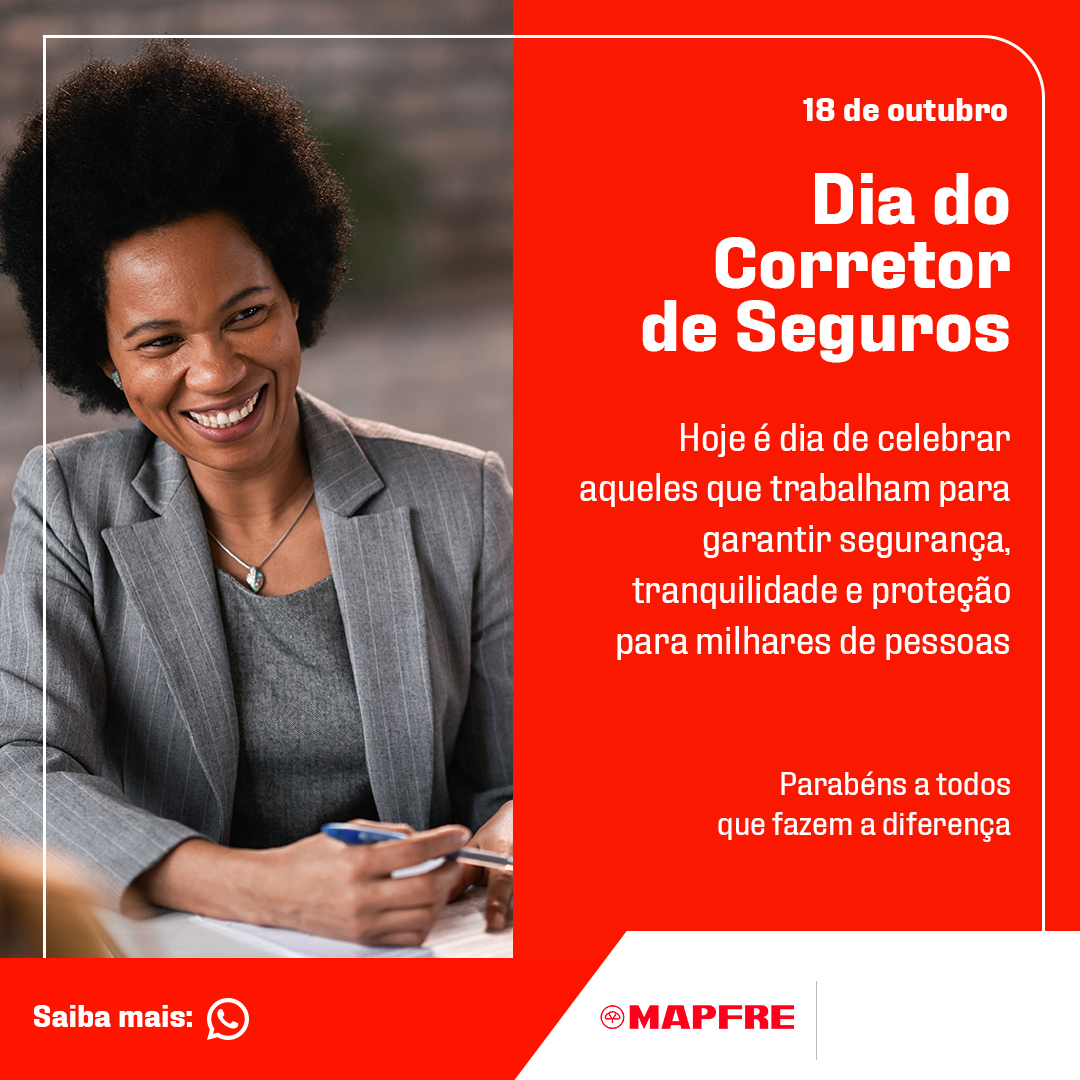 18 de outubro
Dia do
Corretor
de Seguros
Hoje é dia de celebrar
aqueles que trabalham para
garantir segurança,
tranquilidade e proteção
para milhares de pessoas
Parabéns a todos
que fazem a diferença
Saiba mais:
MAPFRE